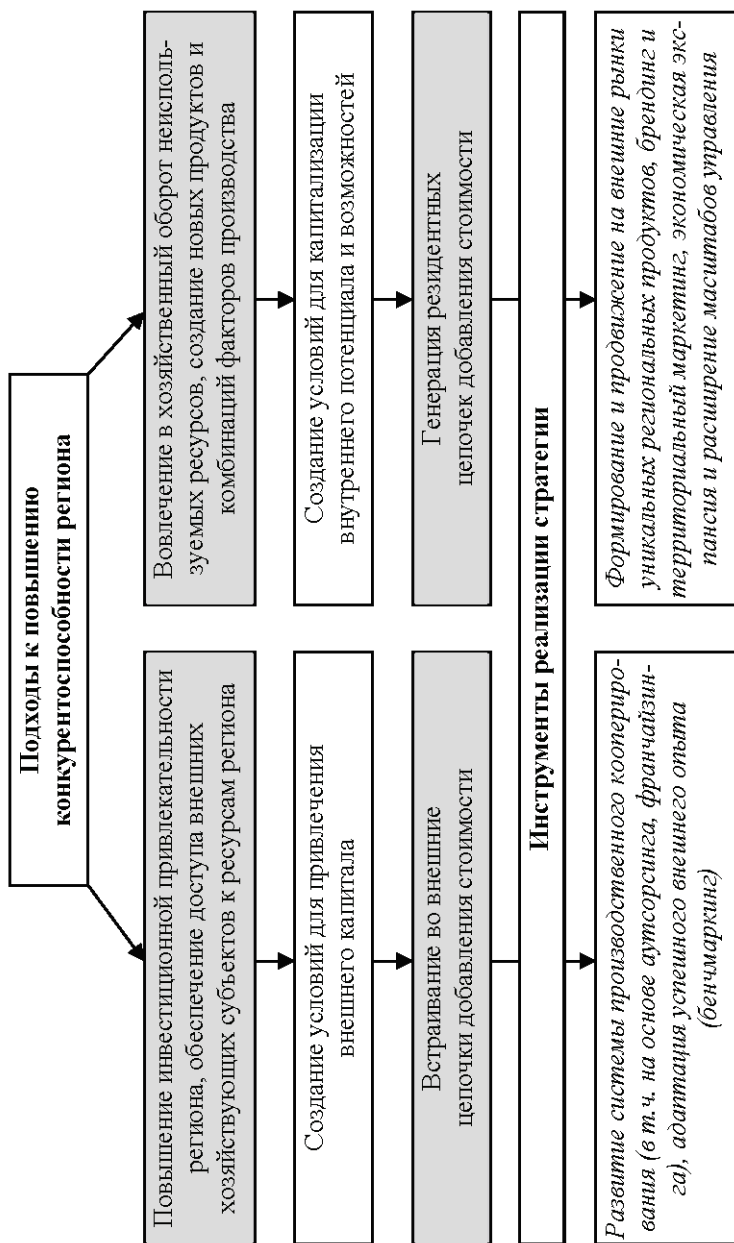 Подходы к повышению
конкурентоспособности региона
Повышение инвестиционной привлекательности
региона, обеспечение доступа внешних
хозяйствующих субъектов к ресурсам региона
Вовлечение в хозяйственный оборот неисполь-
зуемых ресурсов, создание новых продуктов и
комбинаций факторов производства
Создание условий для привлечения
внешнего капитала
Создание условий для капитализации
внутреннего потенциала и возможностей
Встраивание во внешние
цепочки добавления стоимости
Генерация резидентных
цепочек добавления стоимости
Инструменты реализации стратегии
Развитие системы производственного коопериро-
вания (в т.ч. на основе аутсорсинга, франчайзин-
га), адаптация успешного внешнего опыта
(бенчмаркинг)
Формирование и продвижение на внешние рынки
уникальных региональных продуктов, брендинг и
территориальный маркетинг, экономическая экс-
пансия и расширение масштабов управления